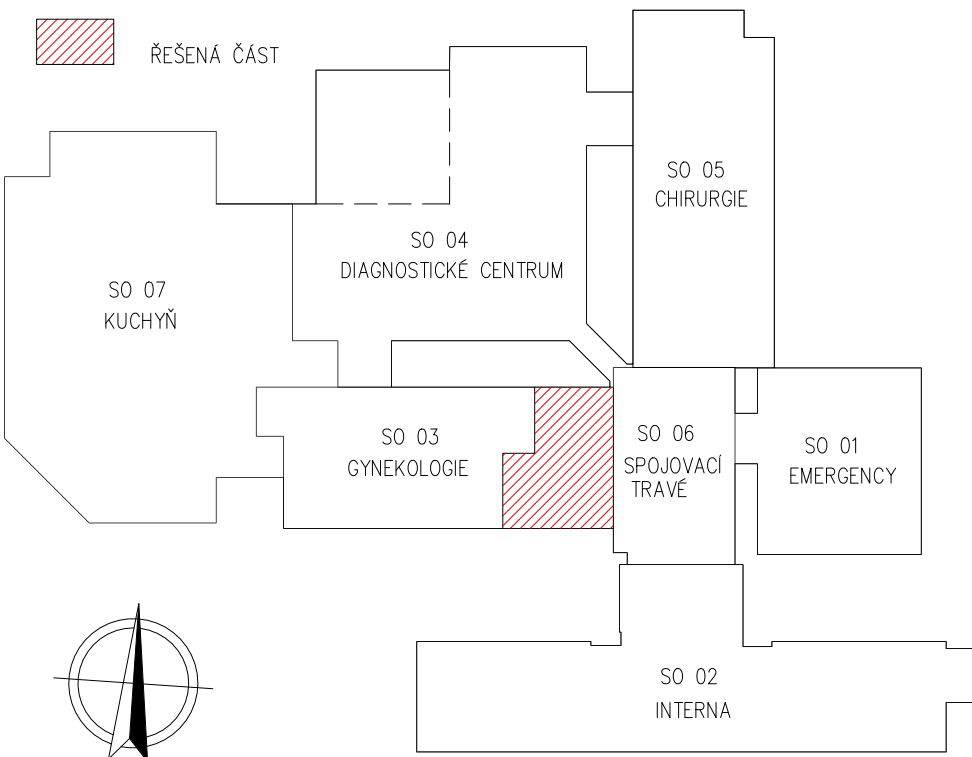 ŘEŠENÁ ČÁST
SO 05
CHIRURGIE
SO 04
DIAGNOSTICKÉ CENTRUM
SO 07
KUCHYŇ
SO 03
GYNEKOLOGIE
SO 06
SPOJOVACÍ
TRAVÉ
SO 01
EMERGENCY
SO 02
INTERNA